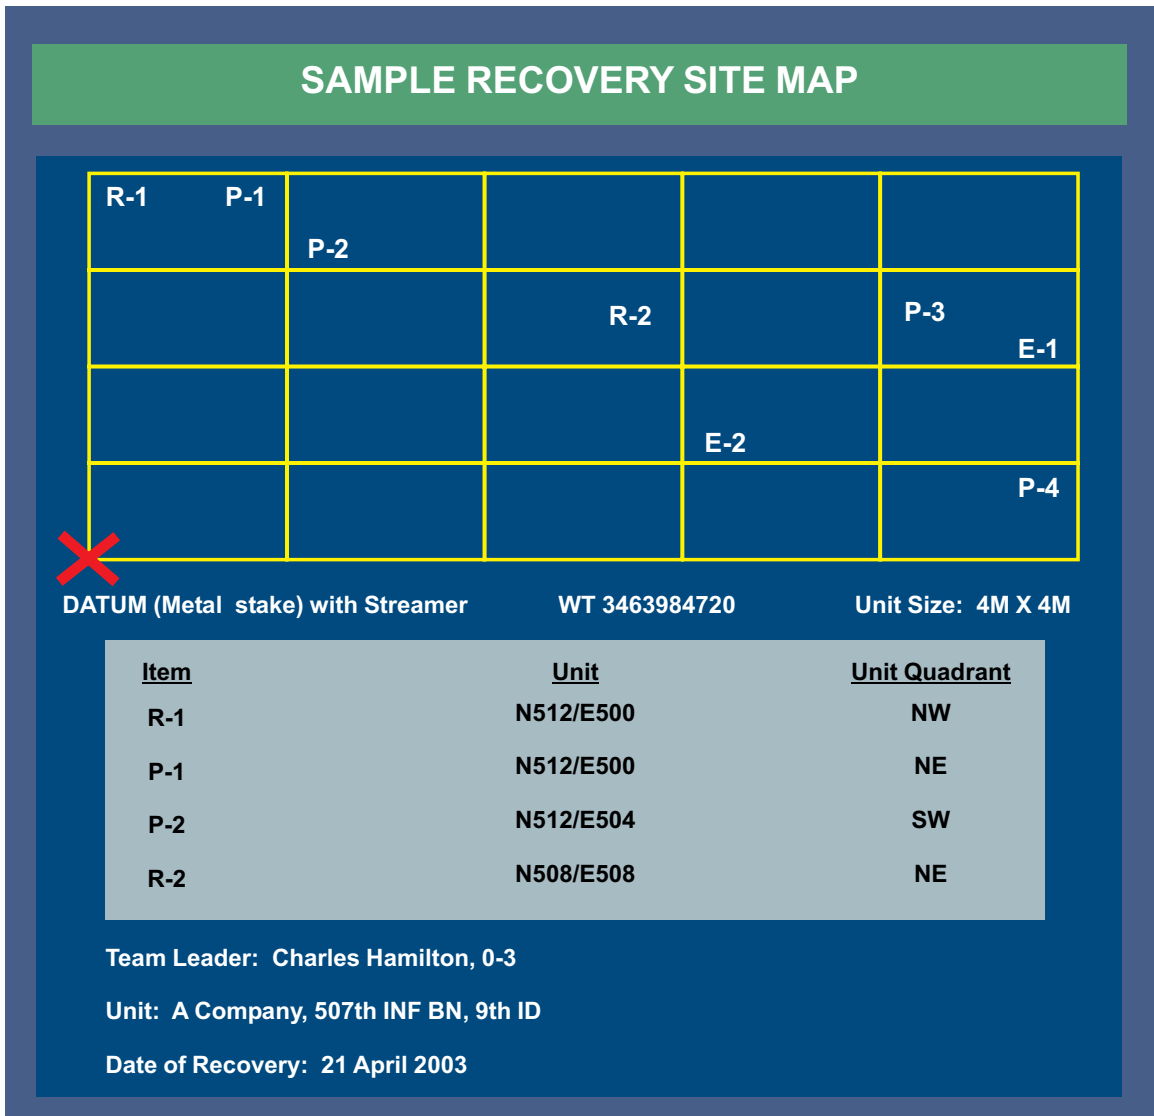 SAMPLE RECOVERY SITE MAP
R-1 P-1
P-2
R-2 P-3
E-1
E-2
P-4
DATUM (Metal stake) with Streamer WT 3463984720 Unit Size: 4M X 4M
Item Unit Unit Quadrant
R-1 N512/E500 NW
P-1 N512/E500 NE
P-2 N512/E504 SW
R-2 N508/E508 NE
Team Leader: Charles Hamilton, 0-3
Unit: A Company, 507th INF BN, 9th ID
Date of Recovery: 21 April 2003